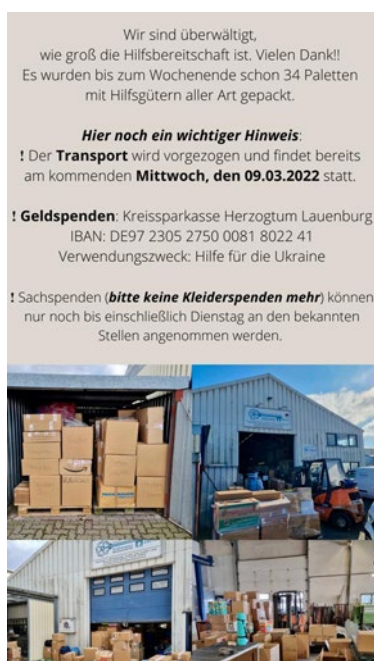 Wir sind überwältigt,
wie groß die Hilfsbereitschaft ist. Vielen Dank!!
Es wurden bis zum Wochenende schon 34 Paletten
mit Hilfsgütern aller Art gepackt.
Hier noch ein wichtiger Hinweis:
! Der Transport wird vorgezogen und findet bereits
am kommenden Mittwoch, den 09.03.2022 statt.
! Geldspenden: Kreissparkasse Herzogtum Lauenburg
IBAN: DE97 2305 2750 0081 8022 41
Verwendungszweck: Hilfe für die Ukraine
! Sachspenden (bitte keine Kleiderspenden mehr) können
nur noch bis einschließlich Dienstag an den bekannten
Stellen angenommen werden.